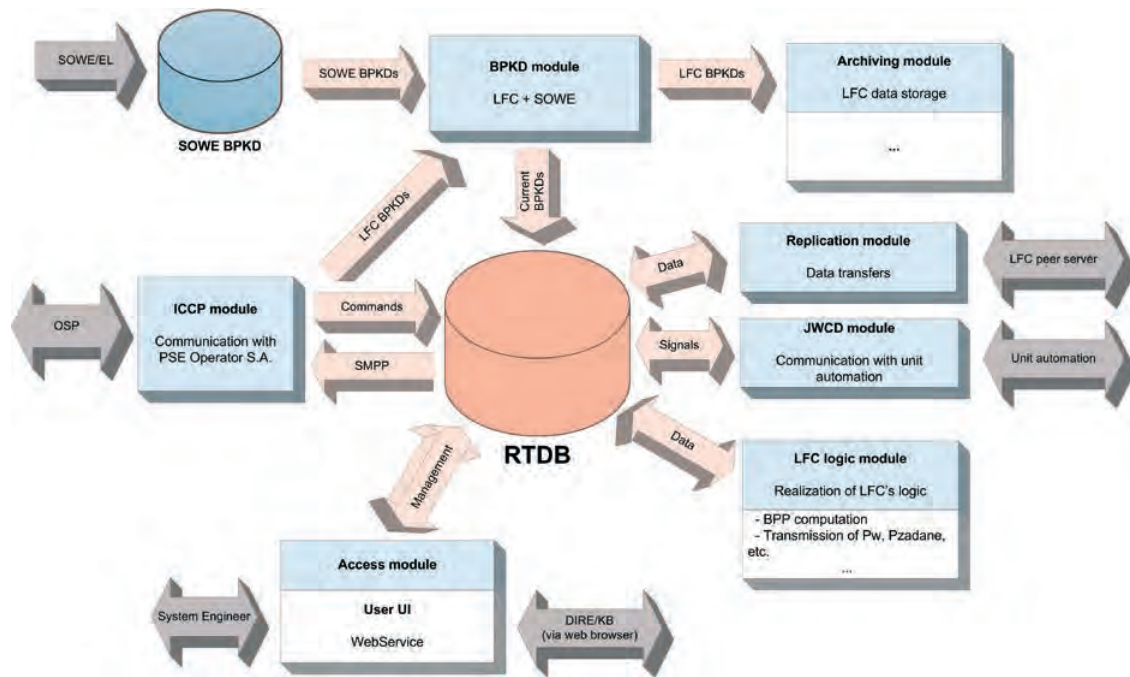 SOWE/EL
SOWE BPKD
SOWE BPKDs
BPKD module
LFC + SOWE
LFC BPKDs
Archiving module
LFC data storage
...
LFC BPKDs
Current
BPKDs
OSP
ICCP module
Communication with
PSE Operator S.A.
Commands
SMPP
RTDB
Data
Replication module
Data transfers
LFC peer server
Signals
JWCD module
Communication with unit
automation
Unit automation
Data
LFC logic module
Realization of LFC's logic
- BPP computation
- Transmission of Pw, Pzadane,
etc.
...
Management
System Engineer
Access module
User UI
WebService
DIRE/KB
(via web browser)